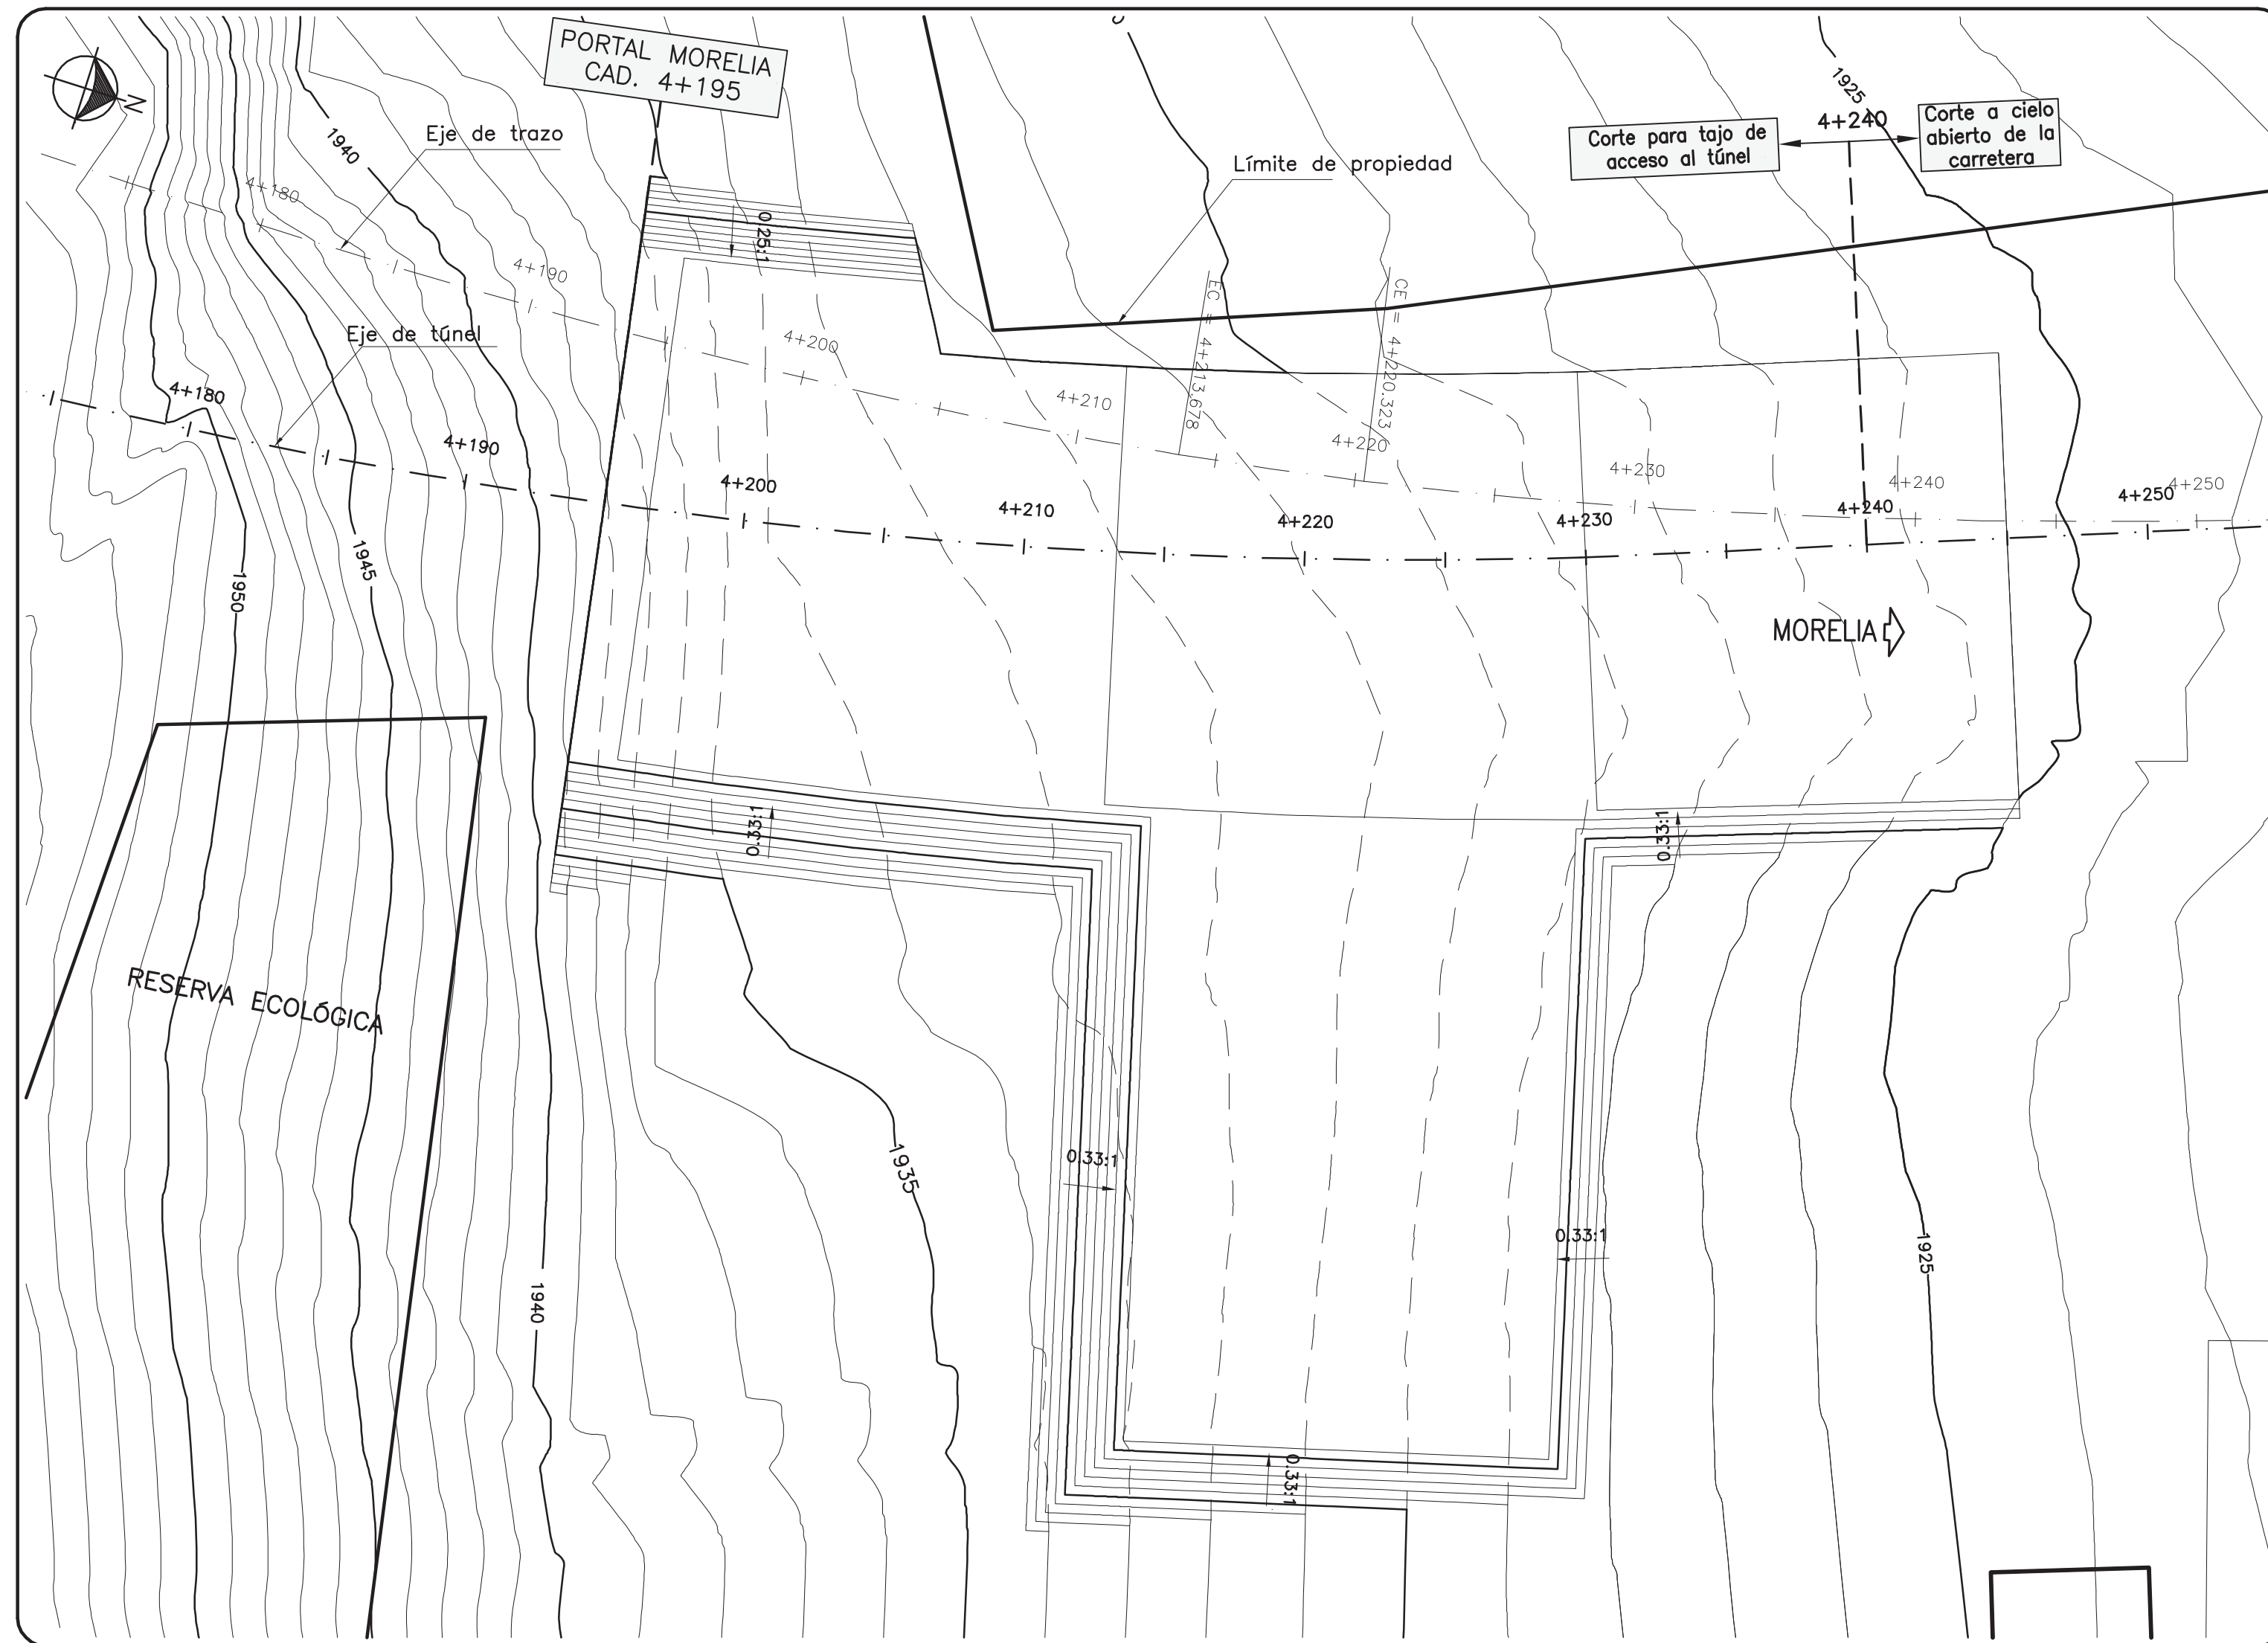 PORTAL MORELIA
CAD. 4+195
N
Eje de trazo
1940
4+180
4+190
Eje de túnel
4+180
4+190
1945
1950
0.25:1
4+200
4+210
EC = 4+213.678
CE = 4+220.323
4+220
4+230
4+240
4+250
Límite de propiedad
1925
4+240
Corte para tajo de
acceso al túnel
Corte a cielo
abierto de la
carretera
4+200
4+210
4+220
4+230
4+240
4+250
MORELIA
0.33:1
0.33:1
RESERVA ECOLÓGICA
1935
0.33:1
0.33:1
1940
1925
0.33:1